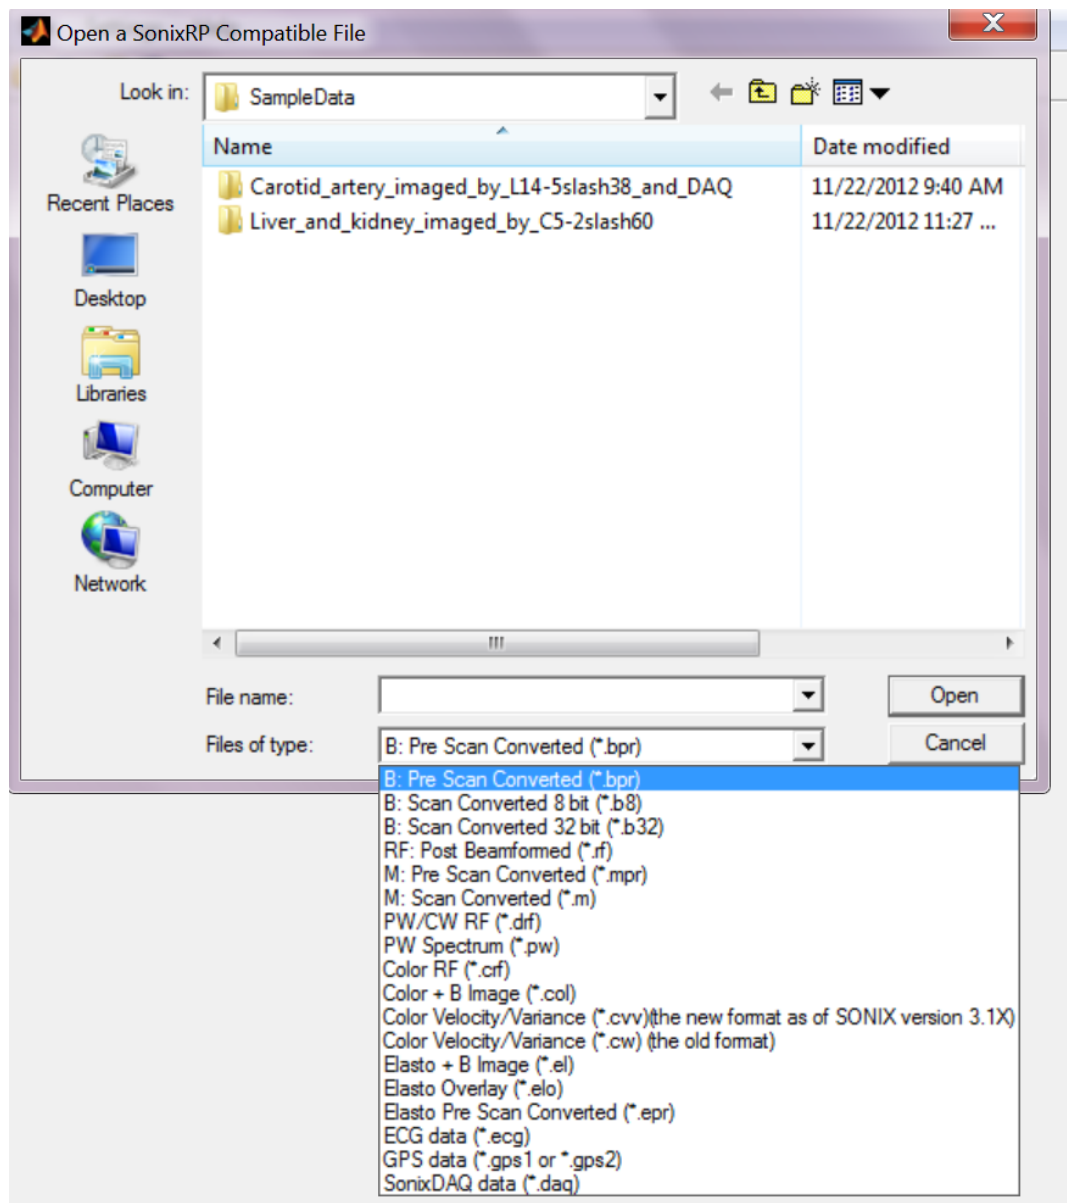 Open a SonixRP Compatible File
Look in: SampleData
Name Date modified
Carotid_artery_imaged_by_L14-5slash38_and_DAQ 11/22/2012 9:40 AM
Liver_and_kidney_imaged_by_C5-2slash60 11/22/2012 11:27 ...
Recent Places
Desktop
Libraries
Computer
Network
File name: Open
Files of type: B: Pre Scan Converted (*.bpr) Cancel
B: Pre Scan Converted (*.bpr)
B: Scan Converted 8 bit (*.b8)
B: Scan Converted 32 bit (*.b32)
RF: Post Beamformed (*.rf)
M: Pre Scan Converted (*.mpr)
M: Scan Converted (*.m)
PW/CW RF (*.drf)
PW Spectrum (*.pw)
Color RF (*.crf)
Color + B Image (*.col)
Color Velocity/Variance (*.cvv)(the new format as of SONIX version 3.1X)
Color Velocity/Variance (*.cw) (the old format)
Elasto + B Image (*.el)
Elasto Overlay (*.elo)
Elasto Pre Scan Converted (*.epr)
ECG data (*.ecg)
GPS data (*.gps1 or *.gps2)
SonixDAQ data (*.daq)